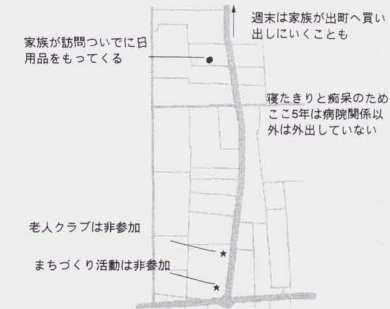 週末は家族が出町へ買い
出しにいくことも
家族が訪問ついでに日
用品をもってくる
寝たきりと痴呆のため
ここ5年は病院関係以
外は外出していない
老人クラブは非参加
まちづくり活動は非参加